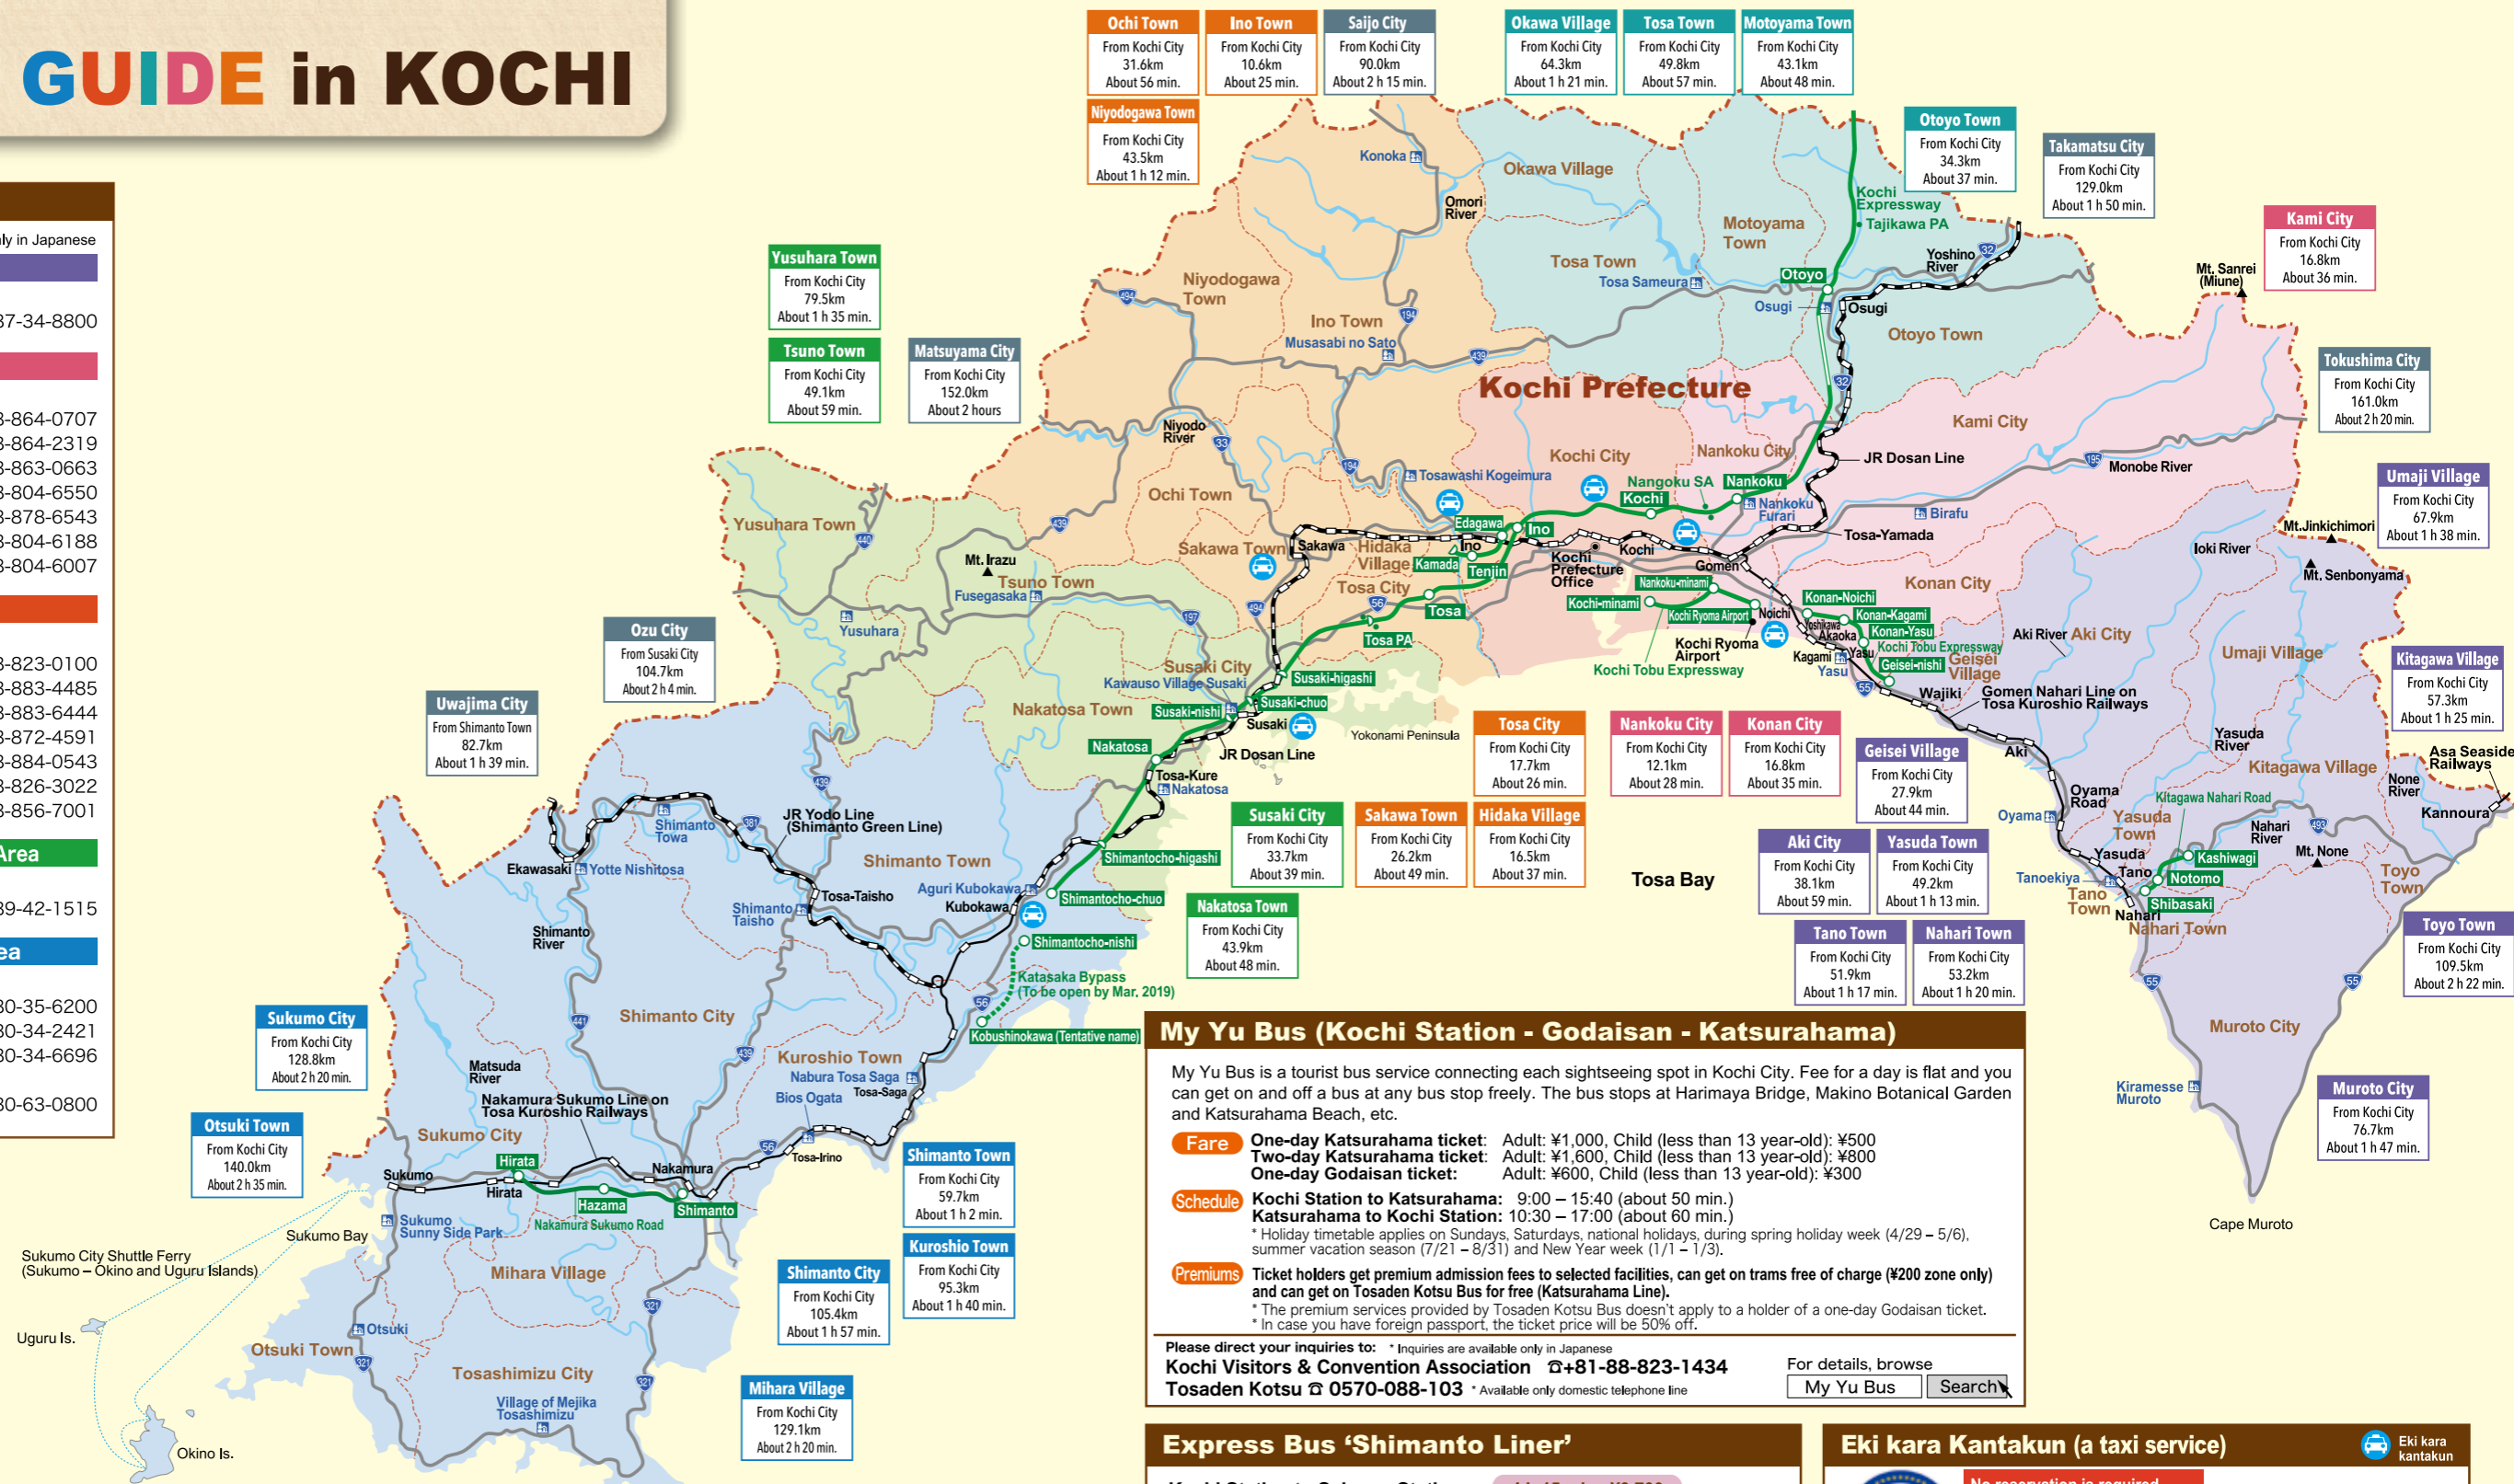 GUIDE in KOCHI
ly in Japanese
37-34-8800
3-864-0707
3-864-2319
3-863-0663
3-804-6550
3-878-6543
3-804-6188
3-804-6007
3-823-0100
3-883-4485
3-883-6444
3-872-4591
3-884-0543
3-826-3022
3-856-7001
Area
39-42-1515
ea
30-35-6200
30-34-2421
30-34-6696
30-63-0800
Ochi Town
From Kochi City
31.6km
About 56 min.
Ino Town
From Kochi City
10.6km
About 25 min.
Saijo City
From Kochi City
90.0km
About 2 h 15 min.
Okawa Village
From Kochi City
64.3km
About 1 h 21 min.
Tosa Town
From Kochi City
49.8km
About 57 min.
Motoyama Town
From Kochi City
43.1km
About 48 min.
Niyodogawa Town
From Kochi City
43.5km
About 1 h 12 min.
Otoyo Town
From Kochi City
34.3km
About 37 min.
Takamatsu City
From Kochi City
129.0km
About 1 h 50 min.
Kami City
From Kochi City
16.8km
About 36 min.
Yusuhara Town
From Kochi City
79.5km
About 1 h 35 min.
Tsuno Town
From Kochi City
49.1km
About 59 min.
Matsuyama City
From Kochi City
152.0km
About 2 hours
Tokushima City
From Kochi City
161.0km
About 2 h 20 min.
Umaji Village
From Kochi City
67.9km
About 1 h 38 min.
Kitagawa Village
From Kochi City
57.3km
About 1 h 25 min.
Ozu City
From Susaki City
104.7km
About 2 h 4 min.
Uwajima City
From Shimanto Town
82.7km
About 1 h 39 min.
Tosa City
From Kochi City
17.7km
About 26 min.
Nankoku City
From Kochi City
12.1km
About 28 min.
Konan City
From Kochi City
16.8km
About 35 min.
Geisei Village
From Kochi City
27.9km
About 44 min.
Susaki City
From Kochi City
33.7km
About 39 min.
Sakawa Town
From Kochi City
26.2km
About 49 min.
Hidaka Village
From Kochi City
16.5km
About 37 min.
Aki City
From Kochi City
38.1km
About 59 min.
Yasuda Town
From Kochi City
49.2km
About 1 h 13 min.
Nakatosa Town
From Kochi City
43.9km
About 48 min.
Tano Town
From Kochi City
51.9km
About 1 h 17 min.
Nahari Town
From Kochi City
53.2km
About 1 h 20 min.
Toyo Town
From Kochi City
109.5km
About 2 h 22 min.
Sukumo City
From Kochi City
128.8km
About 2 h 20 min.
Otsuki Town
From Kochi City
140.0km
About 2 h 35 min.
Shimanto Town
From Kochi City
59.7km
About 1 h 2 min.
Kuroshio Town
From Kochi City
95.3km
About 1 h 40 min.
Shimanto City
From Kochi City
105.4km
About 1 h 57 min.
Mihara Village
From Kochi City
129.1km
About 2 h 20 min.
Muroto City
From Kochi City
76.7km
About 1 h 47 min.
Konoka
Omori
River
Okawa Village
Motoyama
Town
Kochi
Expressway
Tajikawa PA
Yoshino
River
32
Tosa Town
Tosa Sameura
Otoyo
Osugi
Osugi
Otoyo Town
Mt. Sanrei
(Miune)
Niyodogawa
Town
494
Ino Town
194
Musasabi no Sato
439
Kochi Prefecture
32
Kami City
Niyodo
River
33
194
Kochi City
Nankoku City
JR Dosan Line
195
Monobe River
Tosawashi Kogeimura
Nangoku SA
Nankoku
Kochi
Nankoku
Furari
Birafu
Ochi Town
Yusuhara Town
440
439
Mt. Irazu
Tsuno Town
Fusegasaka
Yusuhara
197
Sakawa Town
Sakawa
Hidaka
Village
Edagawa
Ino
Ino
Kamada
Tenjin
Kochi
Prefecture
Office
Kochi
Gomen
Tosa-Yamada
Mt.Jinkichimori
Ioki River
Mt. Senbonyama
Tosa City
56
494
Tosa
Tosa PA
Nankoku-minami
Kochi-minami
Kochi Ryoma Airport
Noichi
Kochi Ryoma
Airport
Kochi Tobu Expressway
Konan City
Konan-Noichi
Konan-Kagami
Konan-Yasu
Yoshikawa
Akaoka
Kochi Tobu Expressway
Kagami
Yasu
Yasu
Geisei-nishi
Geisei
Village
55
Wajiki
Gomen Nahari Line on
Tosa Kuroshio Railways
Aki River
Aki City
Umaji Village
Susaki City
Kawauso Village Susaki
Susaki-higashi
Susaki-chuo
Susaki-nishi
Susaki
Yokonami Peninsula
JR Dosan Line
Nakatosa Town
Nakatosa
Tosa-Kure
Nakatosa
Aki
Oyama
Road
Oyama
Yasuda
River
Kitagawa Village
Kitagawa Nahari Road
None
River
Asa Seaside
Railways
Kannoura
493
Nahari
River
Mt. None
Toyo
Town
Yasuda
Town
Yasuda
Tano
Tanoekiya
Tano
Town
Kashiwagi
Notomo
Shibasaki
Nahari
Nahari Town
55
55
Muroto City
Kiramesse
Muroto
Cape Muroto
Tosa Bay
439
Shimanto
Towa
381
JR Yodo Line
(Shimanto Green Line)
Ekawasaki
Yotte Nishitosa
Shimanto Town
Tosa-Taisho
Shimanto
Taisho
Aguri Kubokawa
Kubokawa
Shimantocho-higashi
Shimantocho-chuo
Shimantocho-nishi
Katasaka Bypass
(To be open by Mar, 2019)
56
Kobushinokawa (Tentative name)
Shimanto
River
441
Shimanto City
439
Kuroshio Town
Nabura Tosa Saga
Tosa-Saga
Bios Ogata
Matsuda
River
Nakamura Sukumo Line on
Tosa Kuroshio Railways
Sukumo City
56
Tosa-Irino
Sukumo
Hirata
Hirata
Nakamura
Hazama
Shimanto
Nakamura Sukumo Road
Sukumo
Sunny Side Park
Sukumo Bay
Sukumo City Shuttle Ferry
(Sukumo – Okino and Uguru Islands)
Mihara Village
321
Uguru Is.
Otsuki
Otsuki Town
321
321
Tosashimizu City
Village of Mejika
Tosashimizu
Okino Is.
My Yu Bus (Kochi Station - Godaisan - Katsurahama)
My Yu Bus is a tourist bus service connecting each sightseeing spot in Kochi City. Fee for a day is flat and you
can get on and off a bus at any bus stop freely. The bus stops at Harimaya Bridge, Makino Botanical Garden
and Katsurahama Beach, etc.
Fare One-day Katsurahama ticket: Adult: ¥1,000, Child (less than 13 year-old): ¥500
Two-day Katsurahama ticket: Adult: ¥1,600, Child (less than 13 year-old): ¥800
One-day Godaisan ticket: Adult: ¥600, Child (less than 13 year-old): ¥300
Schedule Kochi Station to Katsurahama: 9:00 – 15:40 (about 50 min.)
Katsurahama to Kochi Station: 10:30 – 17:00 (about 60 min.)
* Holiday timetable applies on Sundays, Saturdays, national holidays, during spring holiday week (4/29 – 5/6),
summer vacation season (7/21 – 8/31) and New Year week (1/1 – 1/3).
Premiums Ticket holders get premium admission fees to selected facilities, can get on trams free of charge (¥200 zone only)
and can get on Tosaden Kotsu Bus for free (Katsurahama Line).
* The premium services provided by Tosaden Kotsu Bus doesn't apply to a holder of a one-day Godaisan ticket.
* In case you have foreign passport, the ticket price will be 50% off.
Please direct your inquiries to: * Inquiries are available only in Japanese
Kochi Visitors & Convention Association ☎+81-88-823-1434
Tosaden Kotsu ☎ 0570-088-103 * Available only domestic telephone line
For details, browse
My Yu Bus Search
Express Bus ‘Shimanto Liner’
Eki kara Kantakun (a taxi service)
Eki kara
kantakun
No reservation is required